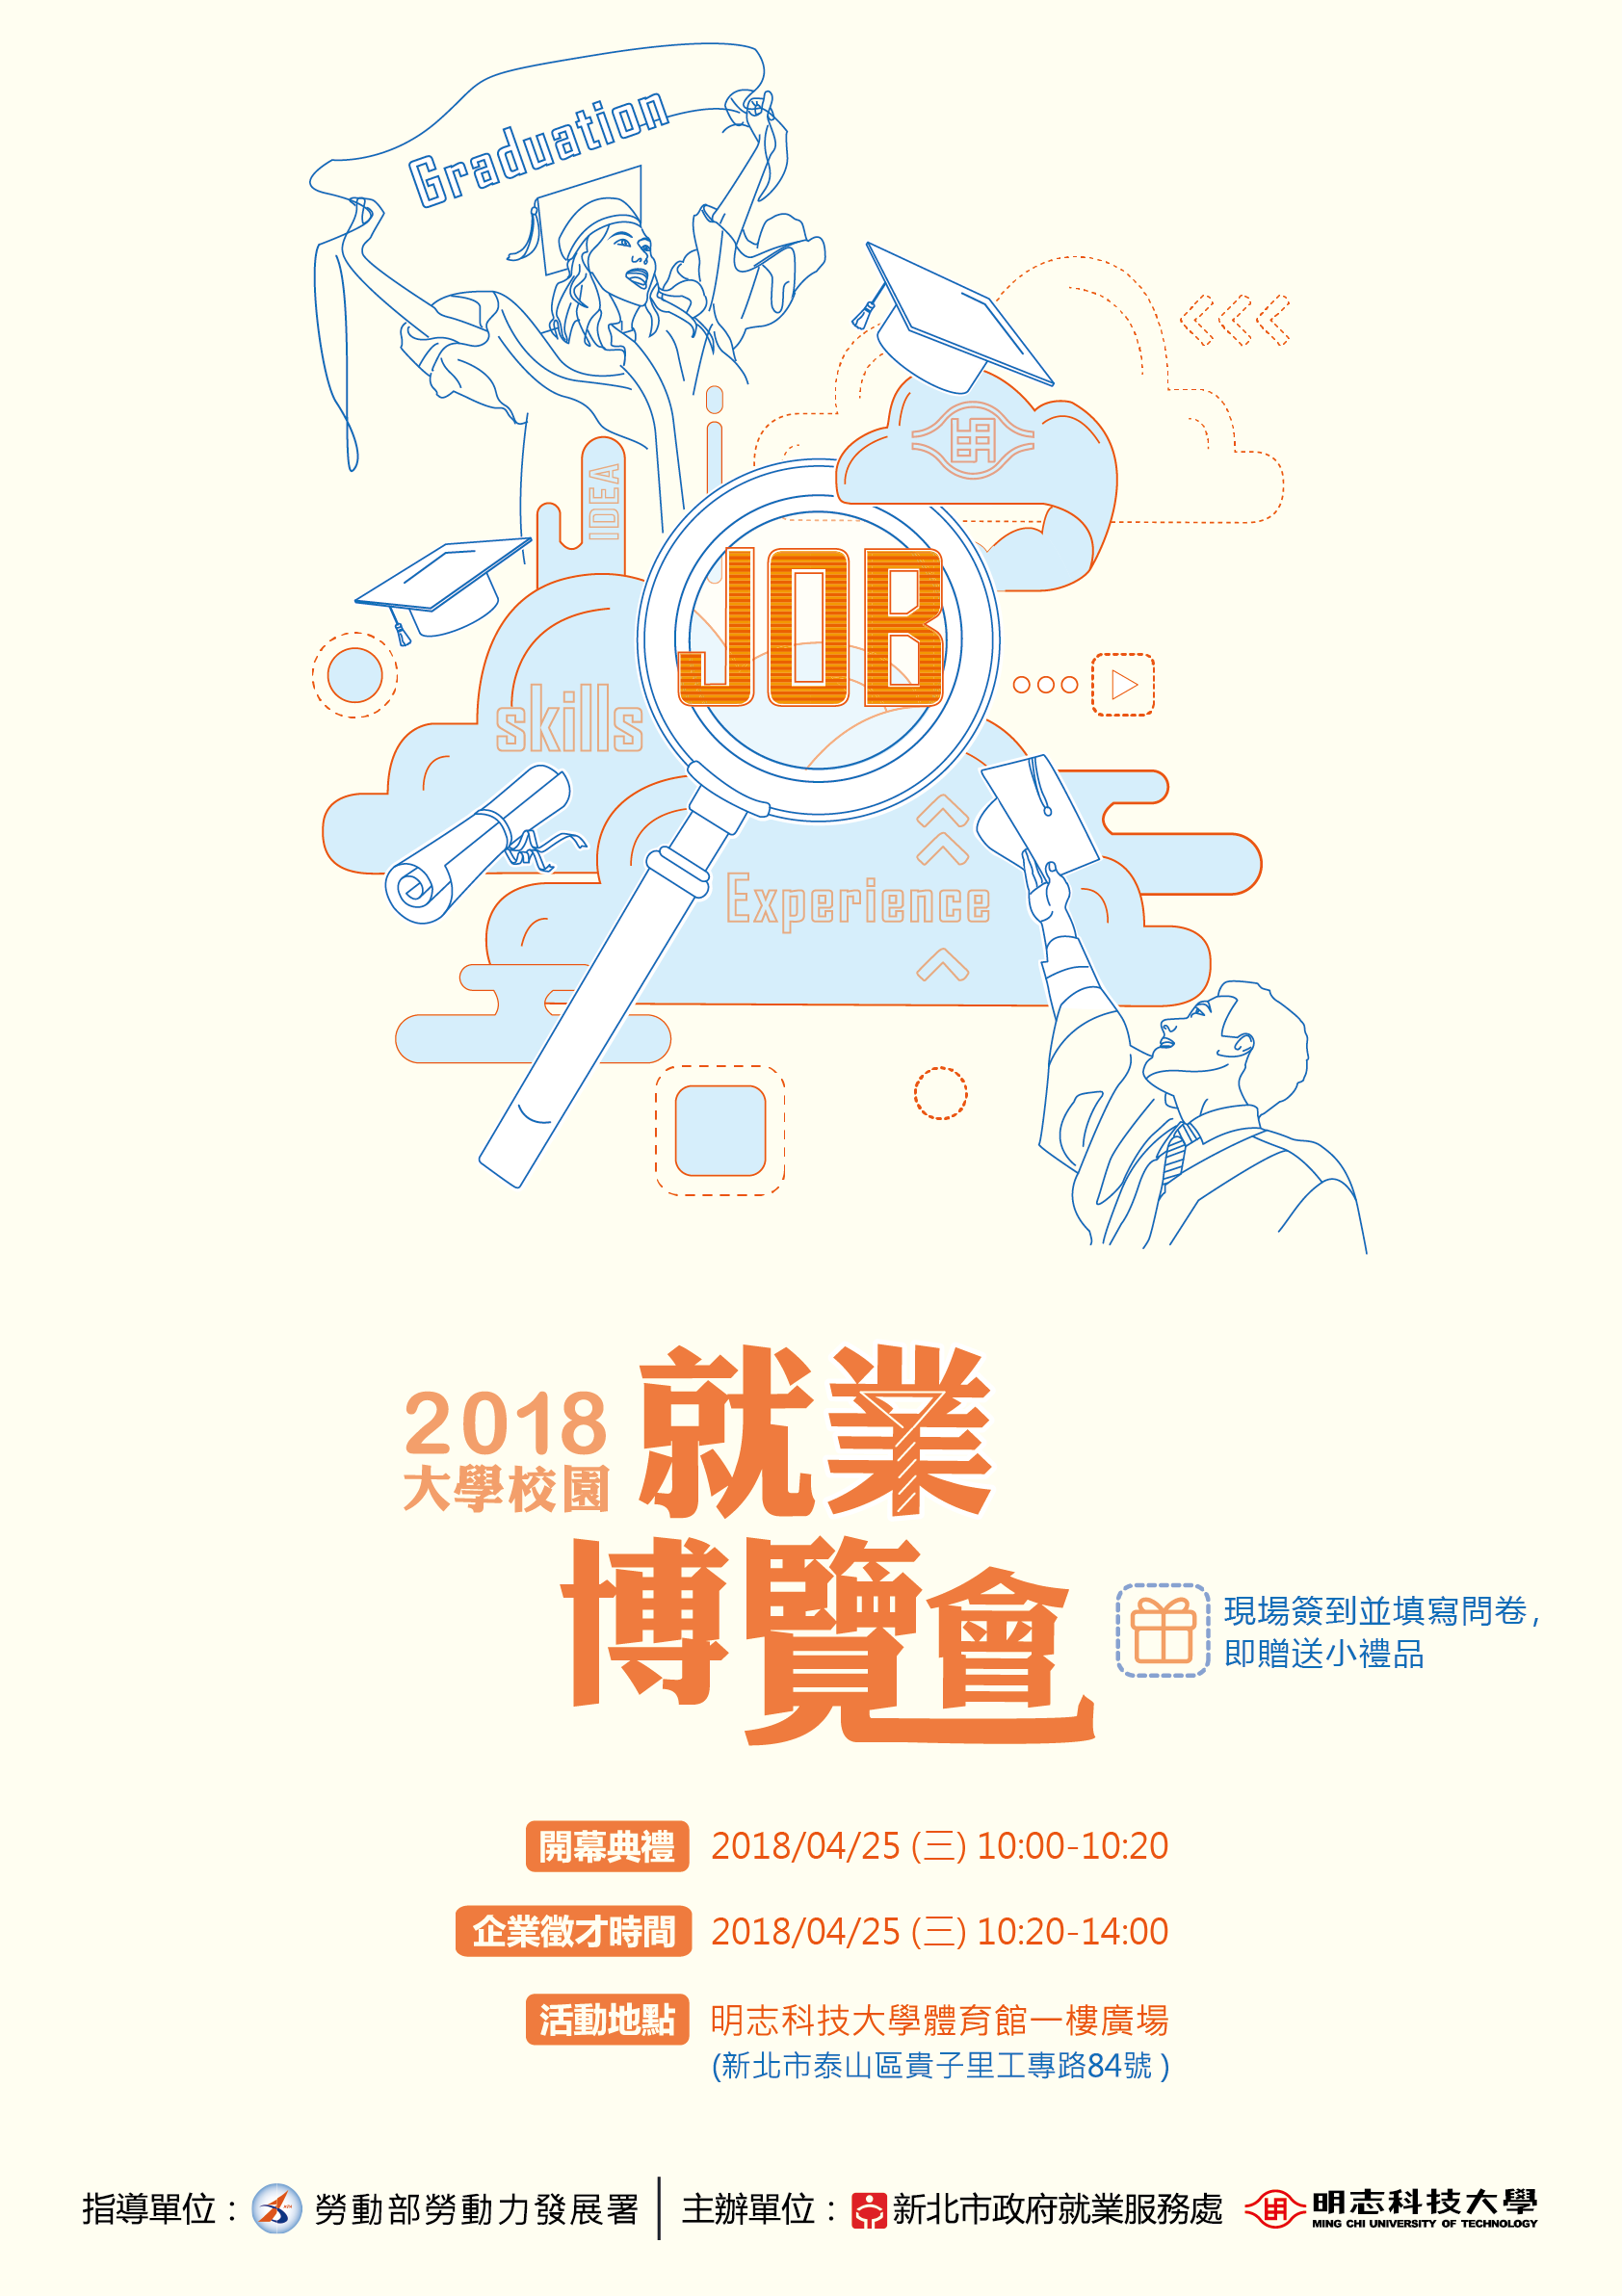 Graduation
IDEA
明
JOB
skills
Experience
2018
大學校園
就業
博覽會
現場簽到並填寫問卷,
即贈送小禮品
開幕典禮 2018/04/25 (三) 10:00-10:20
企業徵才時間 2018/04/25 (三) 10:20-14:00
活動地點 明志科技大學體育館一樓廣場
(新北市泰山區貴子里工專路84號 )
指導單位：勞動部勞動力發展署 主辦單位：新北市政府就業服務處 明 明志科技大學
MING CHI UNIVERSITY OF TECHNOLOGY